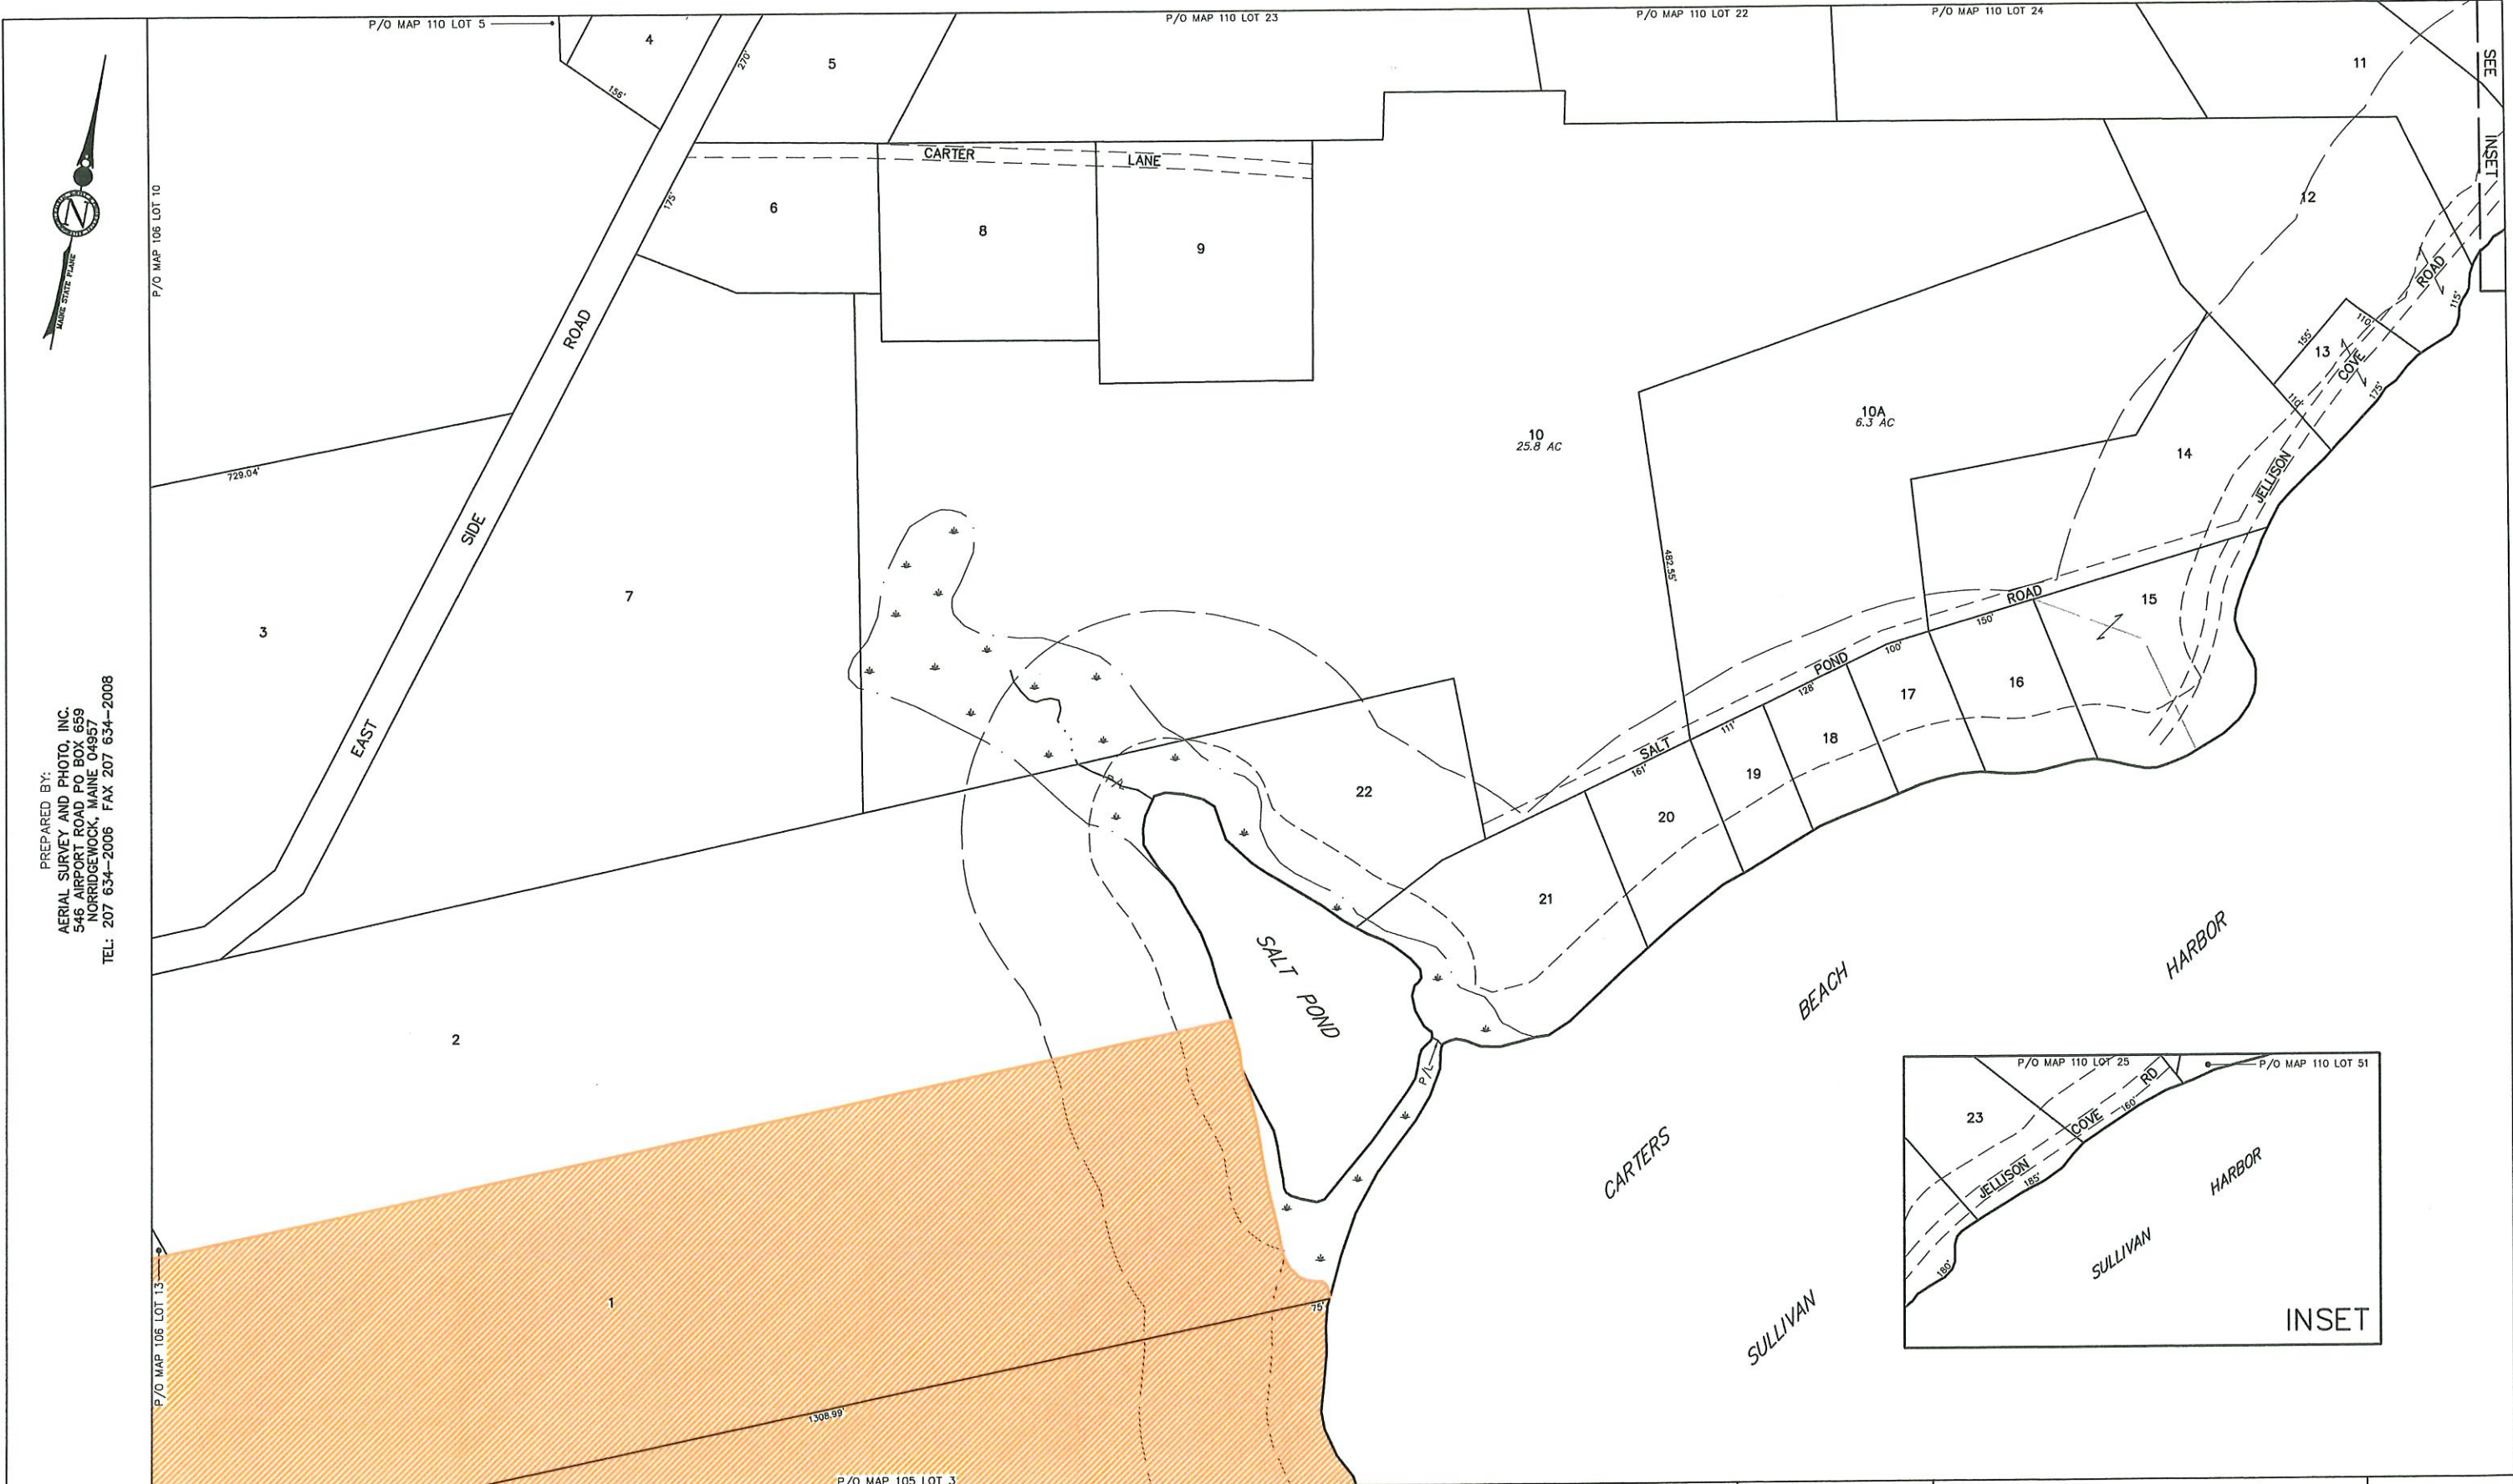 P/O MAP 110 LOT 5
P/O MAP 110 LOT 23
P/O MAP 110 LOT 22
P/O MAP 110 LOT 24
4
5
11
SEE INSET
156'
270'
CARTER LANE
N
MAINE STATE PLANE
P/O MAP 106 LOT 10
175'
6
8
9
12
ROAD
115'
110'
155'
13
COVE
175'
110'
JELLISON
EAST SIDE ROAD
729.04'
10
25.8 AC
10A
6.3 AC
14
482.55'
3
7
15
ROAD
150'
100'
POND
128'
SALT
111'
161'
16
17
18
19
20
21
22
P/L
PREPARED BY:
AERIAL SURVEY AND PHOTO, INC.
546 AIRPORT ROAD PO BOX 659
NORRIDGEWOCK, MAINE 04957
TEL: 207 634-2006 FAX 207 634-2008
SALT POND
CARTERS BEACH
HARBOR
SULLIVAN
2
P/L
P/O MAP 110 LOT 25
P/O MAP 110 LOT 51
23
JELLISON COVE RD
160'
185'
180'
SULLIVAN HARBOR
INSET
P/O MAP 106 LOT 13
1
75'
1308.99'
P/O MAP 105 LOT 3